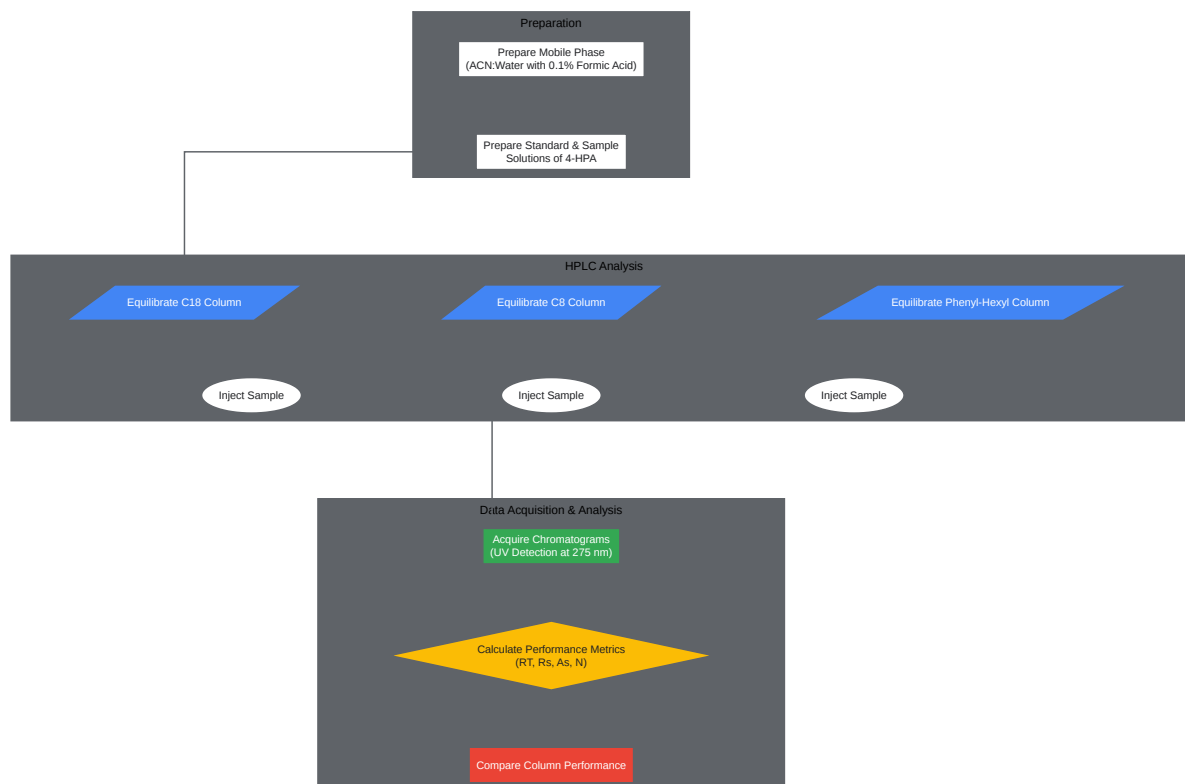 Preparation
Prepare Mobile Phase
(ACN:Water with 0.1% Formic Acid)
Prepare Standard & Sample
Solutions of 4-HPA
HPLC Analysis
Equilibrate C18 Column
Equilibrate C8 Column
Equilibrate Phenyl-Hexyl Column
Inject Sample
Inject Sample
Inject Sample
Data Acquisition & Analysis
Acquire Chromatograms
(UV Detection at 275 nm)
Calculate Performance Metrics
(RT, Rs, As, N)
Compare Column Performance